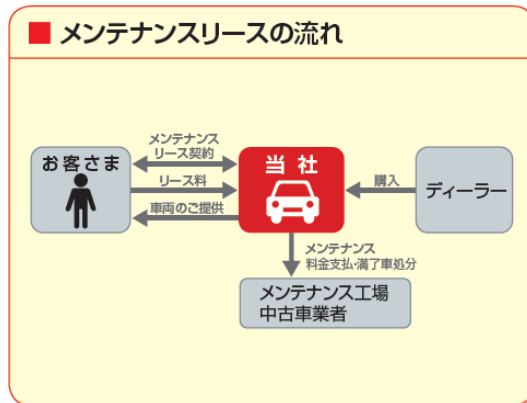 ■ メンテナンスリースの流れ
メンテナンス
リース契約
お客さま
当社
購入
ディーラー
リース料
車両のご提供
メンテナンス
料金支払・満了車処分
メンテナンス工場
中古車業者